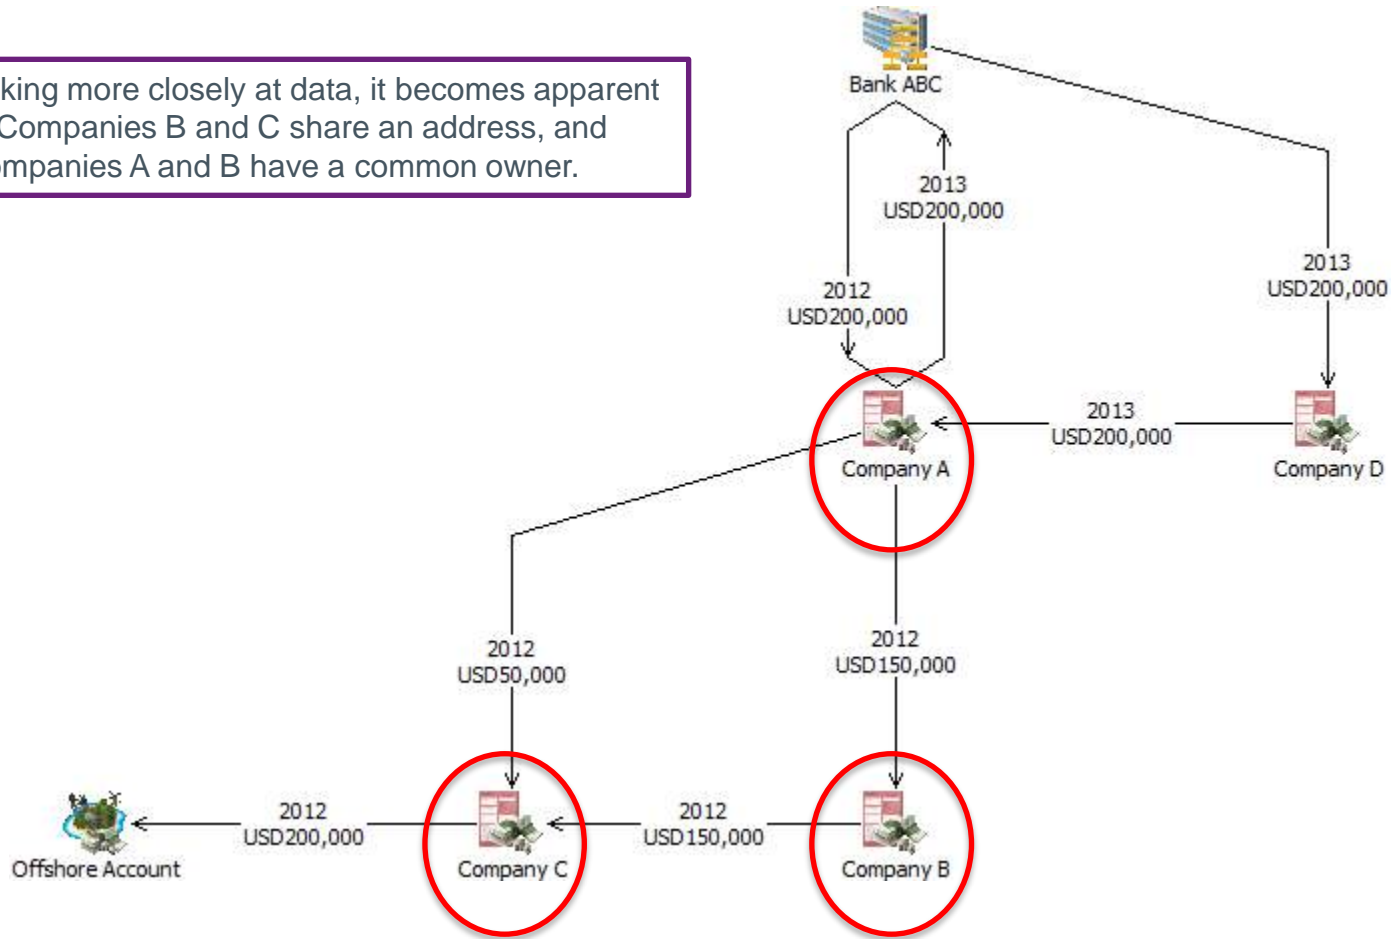 king more closely at data, it becomes apparent
Companies B and C share an address, and
ompanies A and B have a common owner.
Bank ABC
2013
USD200,000
2012
USD200,000
2013
USD200,000
Company A
2013
USD200,000
Company D
2012
USD50,000
2012
USD150,000
Offshore Account
2012
USD200,000
Company C
2012
USD150,000
Company B